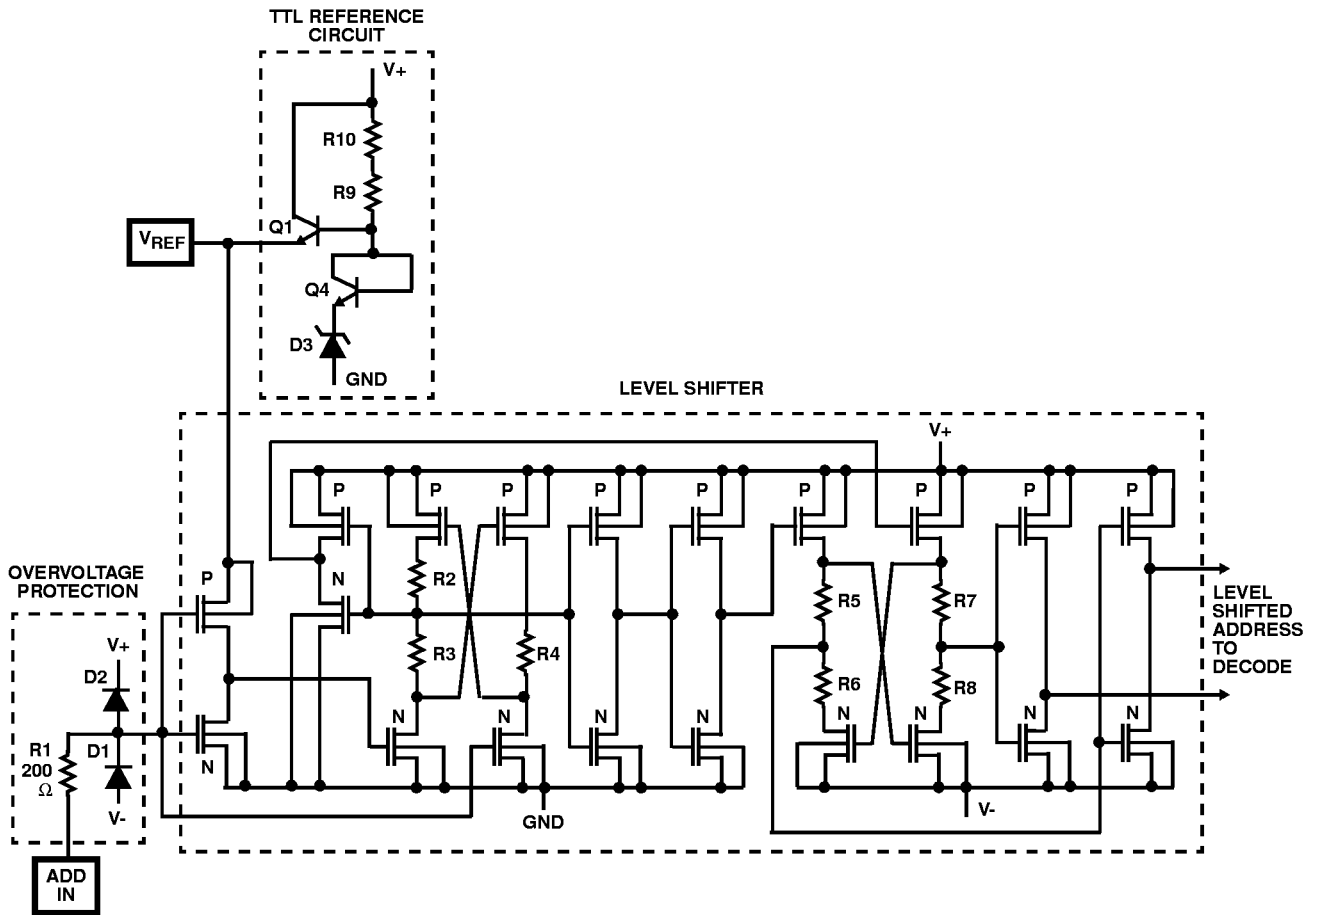 TTL REFERENCE
CIRCUIT
V+
R10
R9
Q1
VREF
Q4
D3
GND
LEVEL SHIFTER
V+
P
P
P
P
P
P
P
P
P
OVERVOLTAGE
PROTECTION
P
N
R2
R5
R7
LEVEL
SHIFTED
ADDRESS
TO
DECODE
V+
R3
R4
D2
R6
R8
N
N
N
N
N
N
N
N
R1
200
Ω
D1
N
V-
V-
GND
ADD
IN